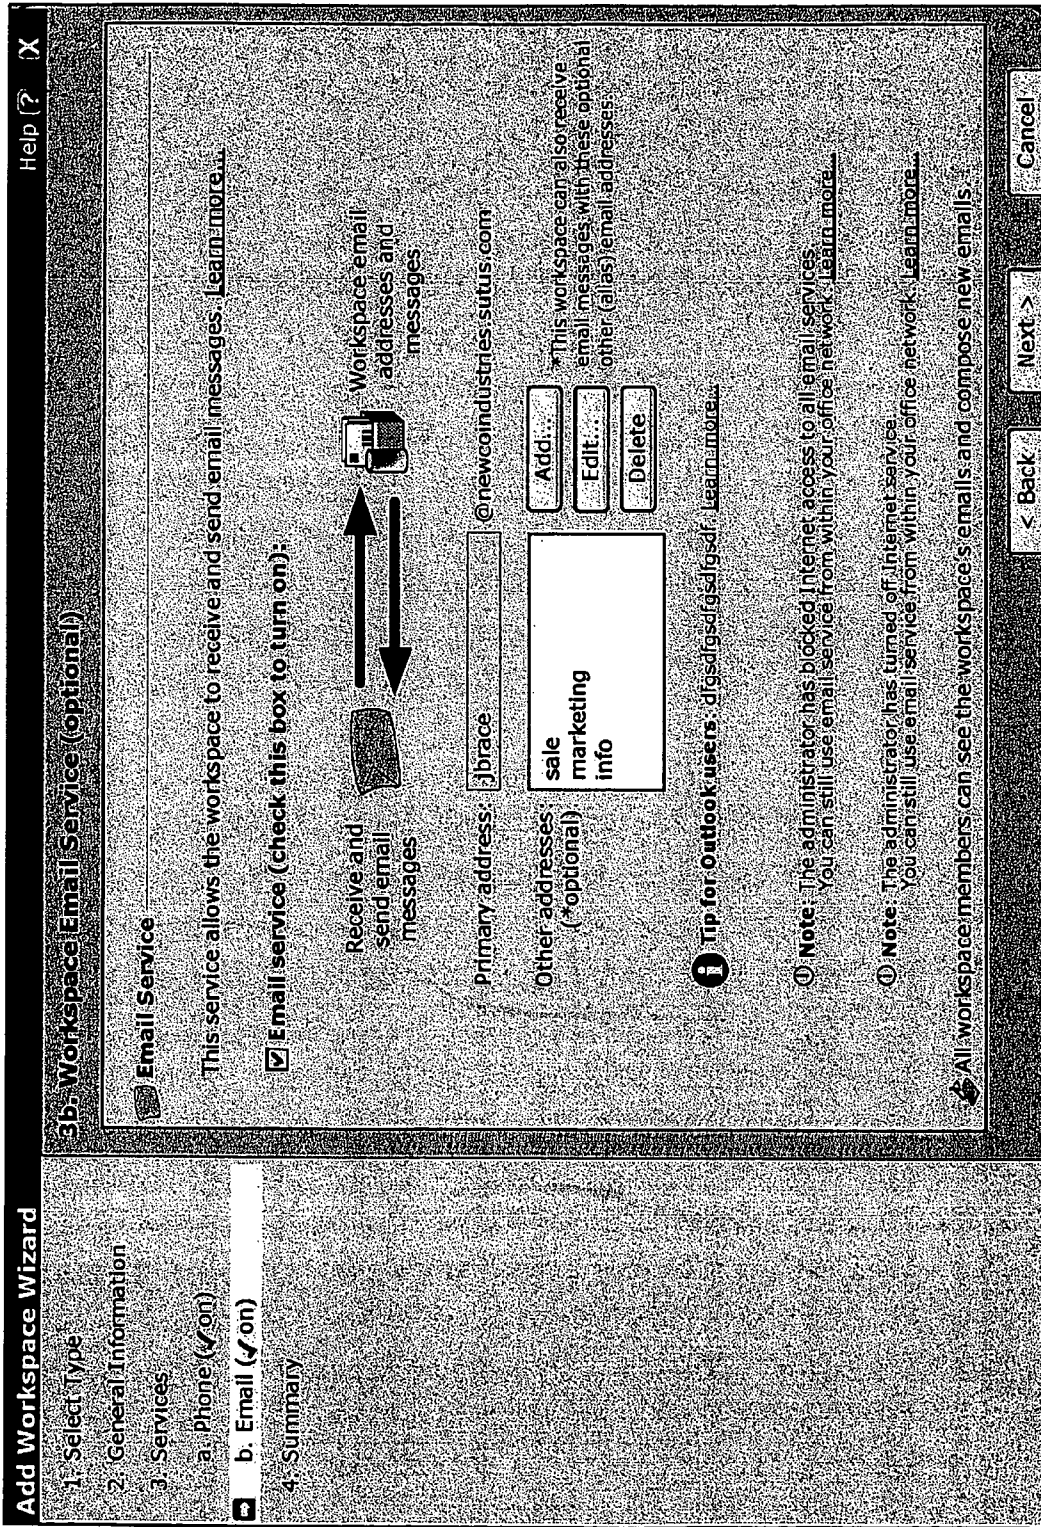 Add Workspace Wizard
Help (? (X
1. Select Type
2. General Information
3. Services
a. Phone (✔on)
b. Email (✔on)
4. Summary
3b. Workspace Email Service (optional)
Email Service
This service allows the workspace to receive and send email messages. Learn more...
Email service (check this box to turn on):
Receive and
send email
messages
Workspace email
addresses and
messages
Primary address: jbrace @newcoindustries.sutus.com
Other addresses:
(*optional)
sale
marketing
info
Add...
Edit...
Delete
*This workspace can also receive
email messages with these optional
other (alias) email addresses.
Tip for Outlook users: Learn more...
Note: The administrator has blocked Internet access to all email services.
You can still use email service from within your office network. Learn more...
Note: The administrator has turned off Internet service.
You can still use email service from within your office network. Learn more...
All workspace members can see the workspace's emails and compose new emails.
< Back
Next >
Cancel